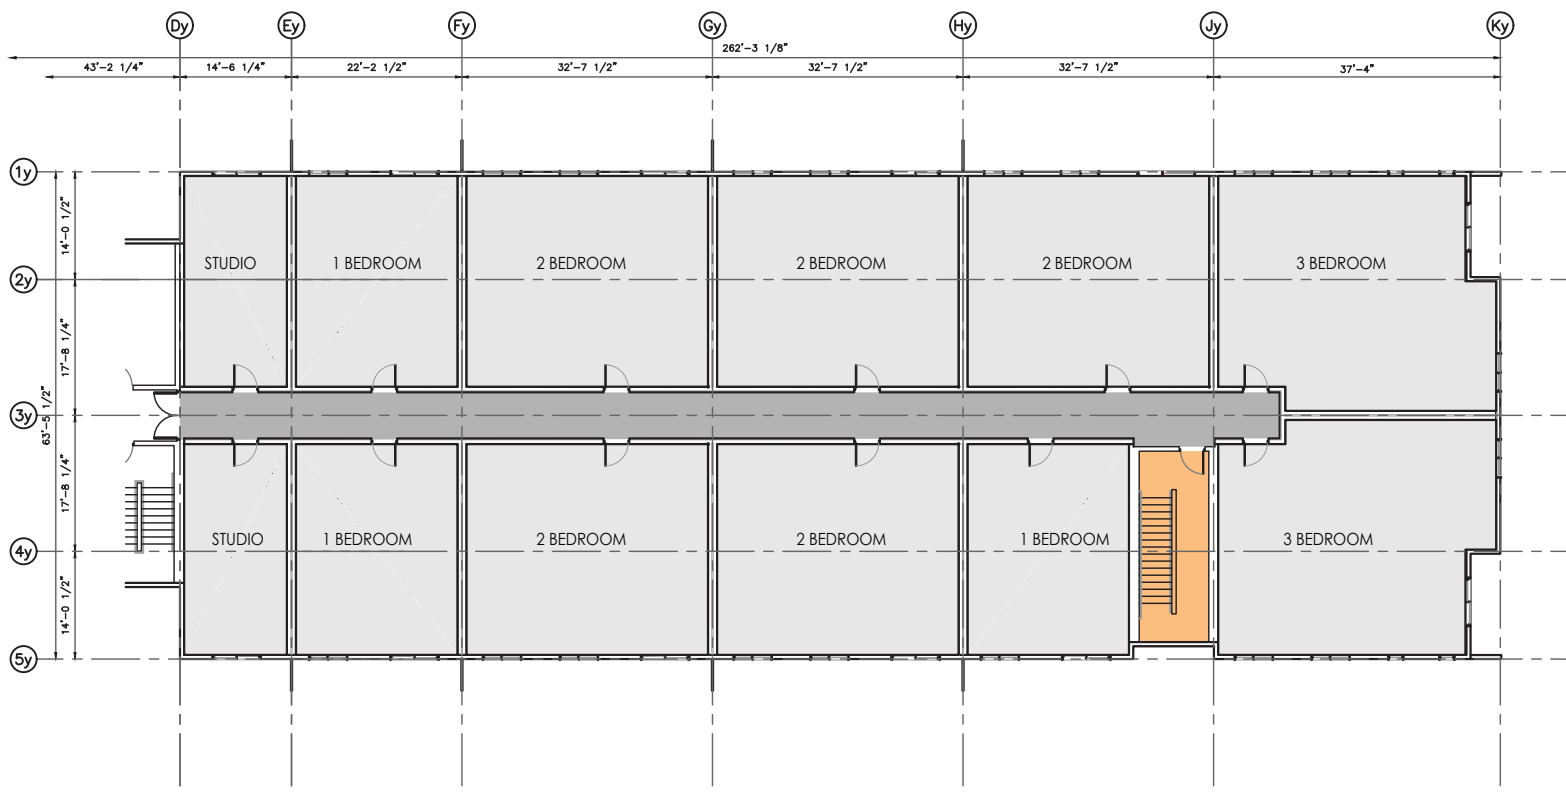 Dy Ey Fy Gy Hy Jy Ky
262'-3 1/8"
43'-2 1/4" 14'-6 1/4" 22'-2 1/2" 32'-7 1/2" 32'-7 1/2" 32'-7 1/2" 37'-4"
1y
14'-0 1/2"
STUDIO 1 BEDROOM 2 BEDROOM 2 BEDROOM 2 BEDROOM 3 BEDROOM
2y
17'-8 1/4"
63'-5 1/2"
3y
17'-8 1/4"
STUDIO 1 BEDROOM 2 BEDROOM 2 BEDROOM 1 BEDROOM 3 BEDROOM
4y
14'-0 1/2"
5y